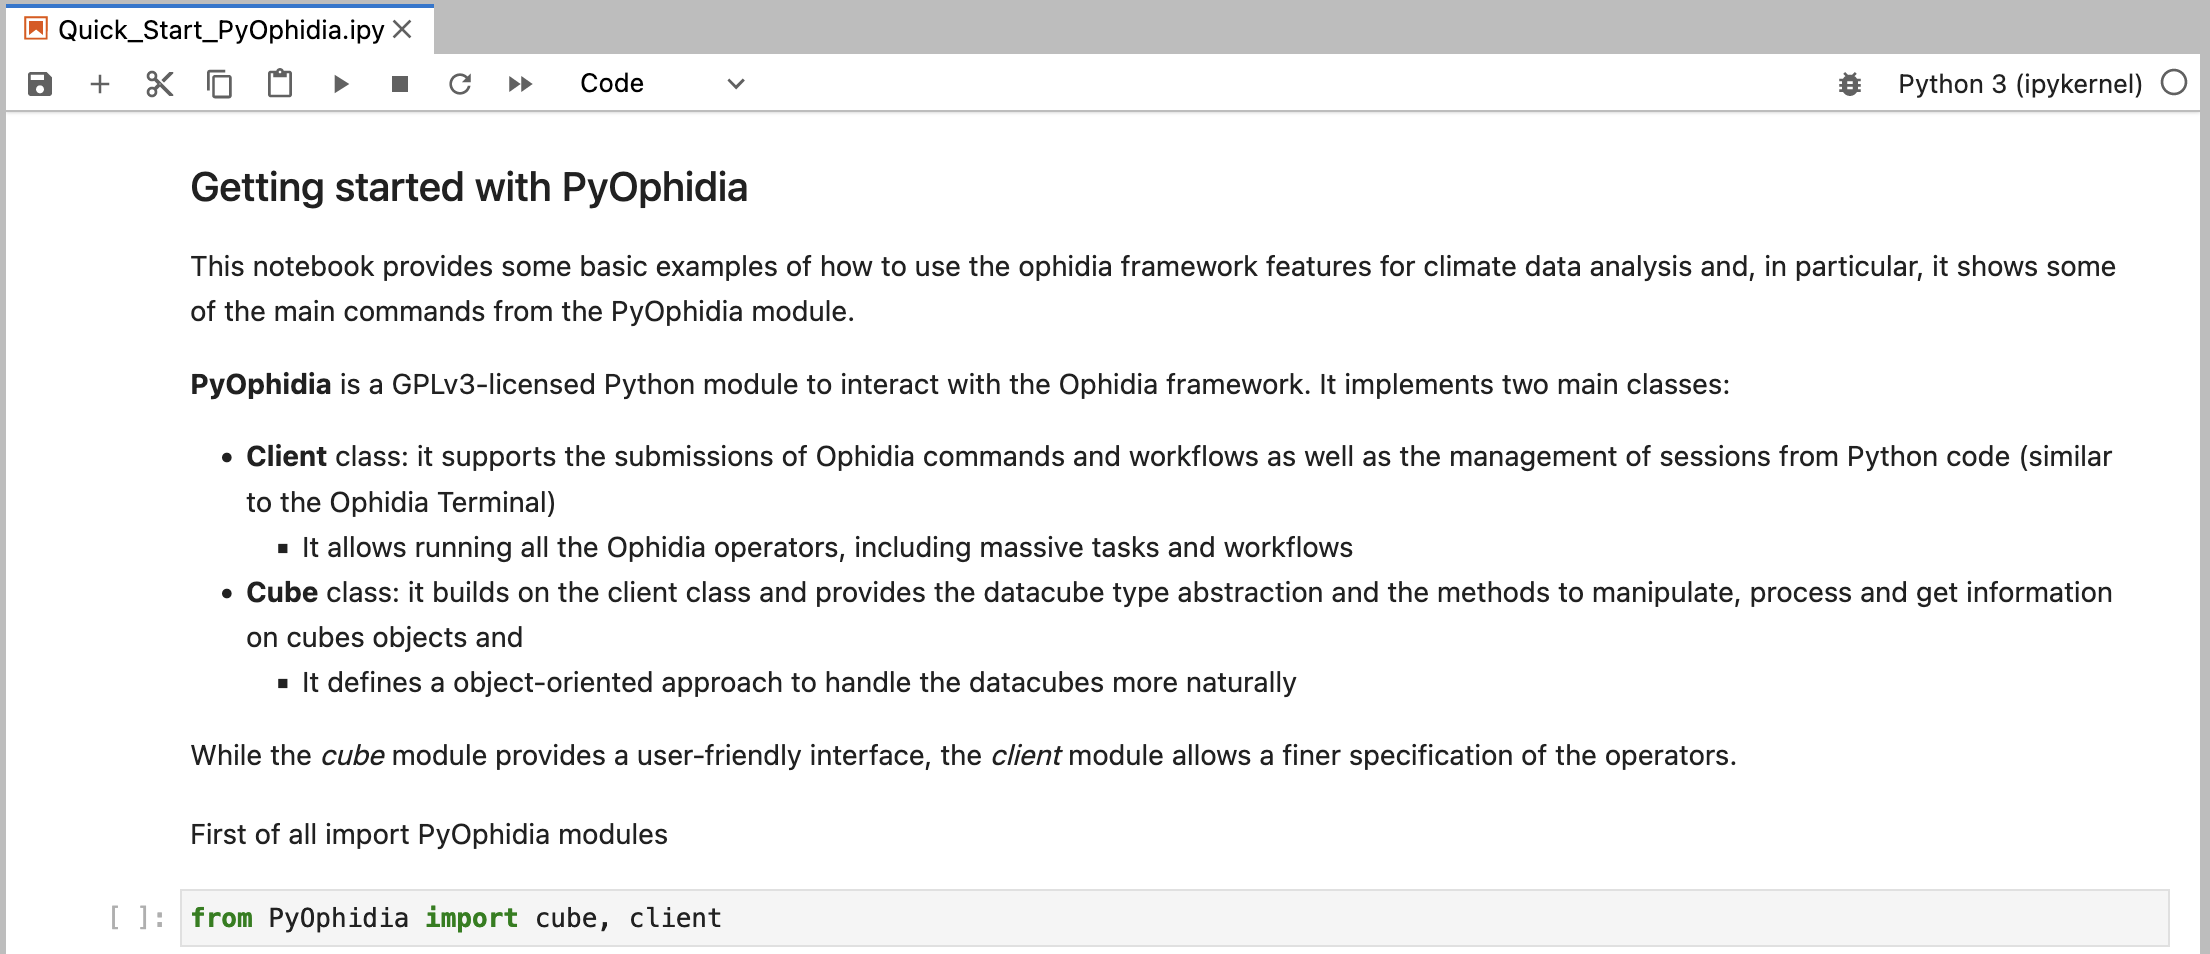 Quick_Start_PyOphidia.ipy
Code
Python 3 (ipykernel)
Getting started with PyOphidia
This notebook provides some basic examples of how to use the ophidia framework features for climate data analysis and, in particular, it shows some
of the main commands from the PyOphidia module.
PyOphidia is a GPLv3-licensed Python module to interact with the Ophidia framework. It implements two main classes:
• Client class: it supports the submissions of Ophidia commands and workflows as well as the management of sessions from Python code (similar
to the Ophidia Terminal)
▪ It allows running all the Ophidia operators, including massive tasks and workflows
• Cube class: it builds on the client class and provides the datacube type abstraction and the methods to manipulate, process and get information
on cubes objects and
▪ It defines a object-oriented approach to handle the datacubes more naturally
While the cube module provides a user-friendly interface, the client module allows a finer specification of the operators.
First of all import PyOphidia modules
[ ]: from PyOphidia import cube, client